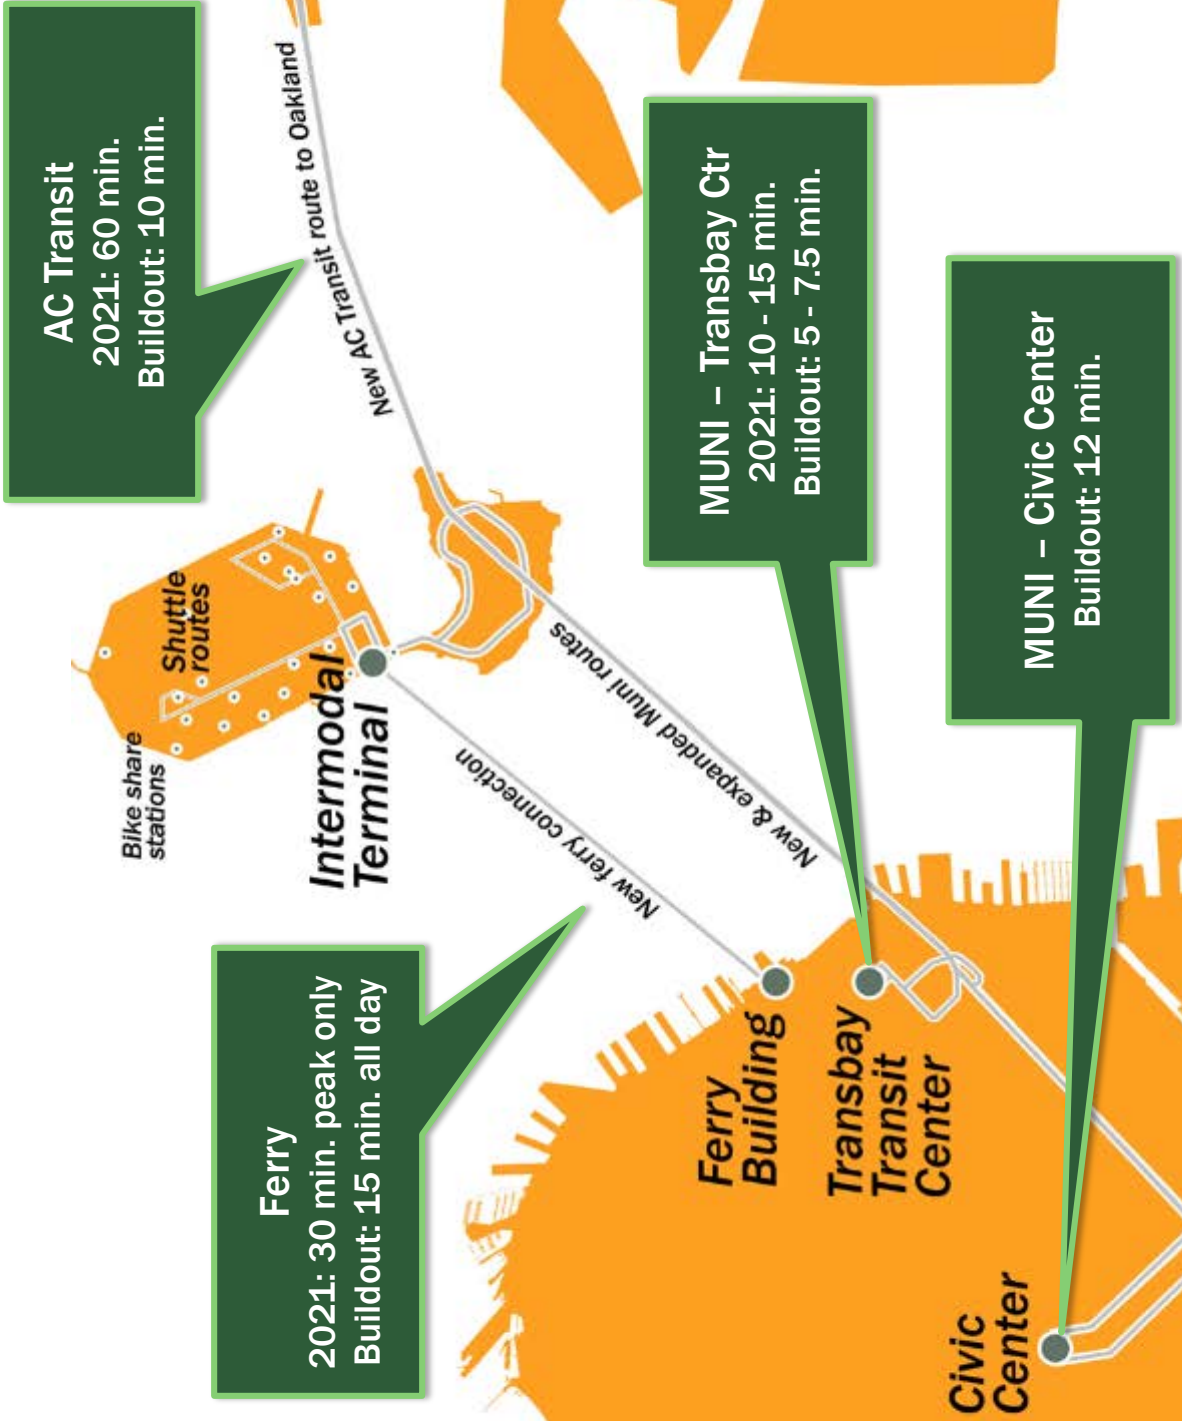 Ferry
2021: 30 min. peak only
Buildout: 15 min. all day
AC Transit
2021: 60 min.
Buildout: 10 min.
Bike share
stations
Shuttle
routes
Intermodal
Terminal
New AC Transit route to Oakland
New ferry connection
New & expanded Muni routes
Ferry
Building
Transbay
Transit
Center
MUNI – Transbay Ctr
2021: 10 - 15 min.
Buildout: 5 - 7.5 min.
Civic
Center
MUNI – Civic Center
Buildout: 12 min.